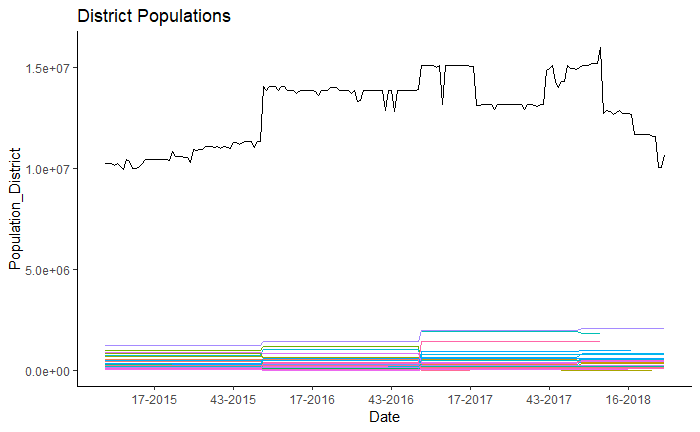 District Populations
Population_District
1.5e+07
1.0e+07
5.0e+06
0.0e+00
17-2015
43-2015
17-2016
43-2016
17-2017
43-2017
16-2018
Date